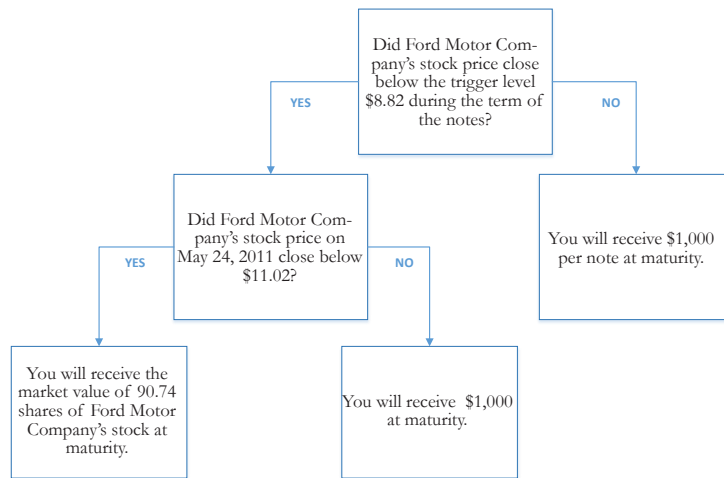 Did Ford Motor Com-
pany's stock price close
below the trigger level
$8.82 during the term of
the notes?
YES
NO
Did Ford Motor Com-
pany's stock price on
May 24, 2011 close below
$11.02?
You will receive $1,000
per note at maturity.
YES
NO
You will receive the
market value of 90.74
shares of Ford Motor
Company's stock at
maturity.
You will receive $1,000
at maturity.